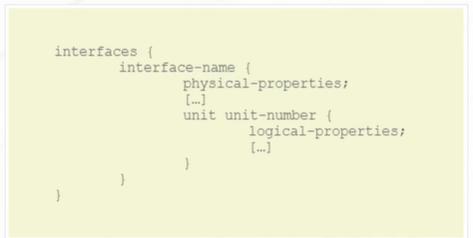 interfaces {
interface-name {
physical-properties;
[…]
unit unit-number {
logical-properties;
[…]
}
}
}